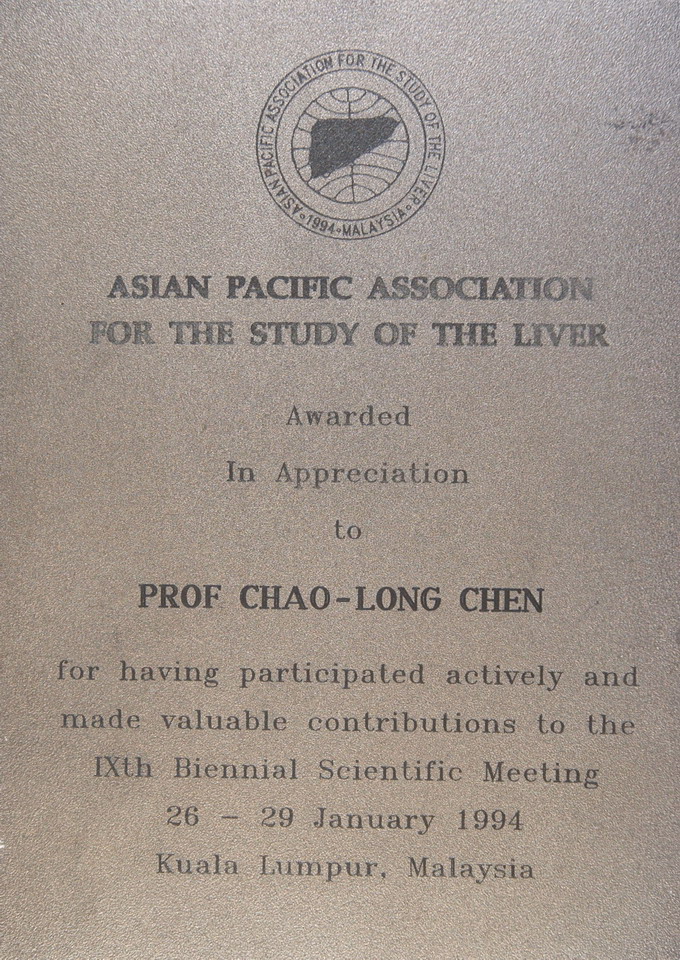 ASIAN PACIFIC ASSOCIATION FOR THE STUDY OF THE LIVER
1994 MALAYSIA
ASIAN PACIFIC ASSOCIATION
FOR THE STUDY OF THE LIVER
Awarded
In Appreciation
to
PROF CHAO-LONG CHEN
for having participated actively and
made valuable contributions to the
IXth Biennial Scientific Meeting
26 – 29 January 1994
Kuala Lumpur, Malaysia